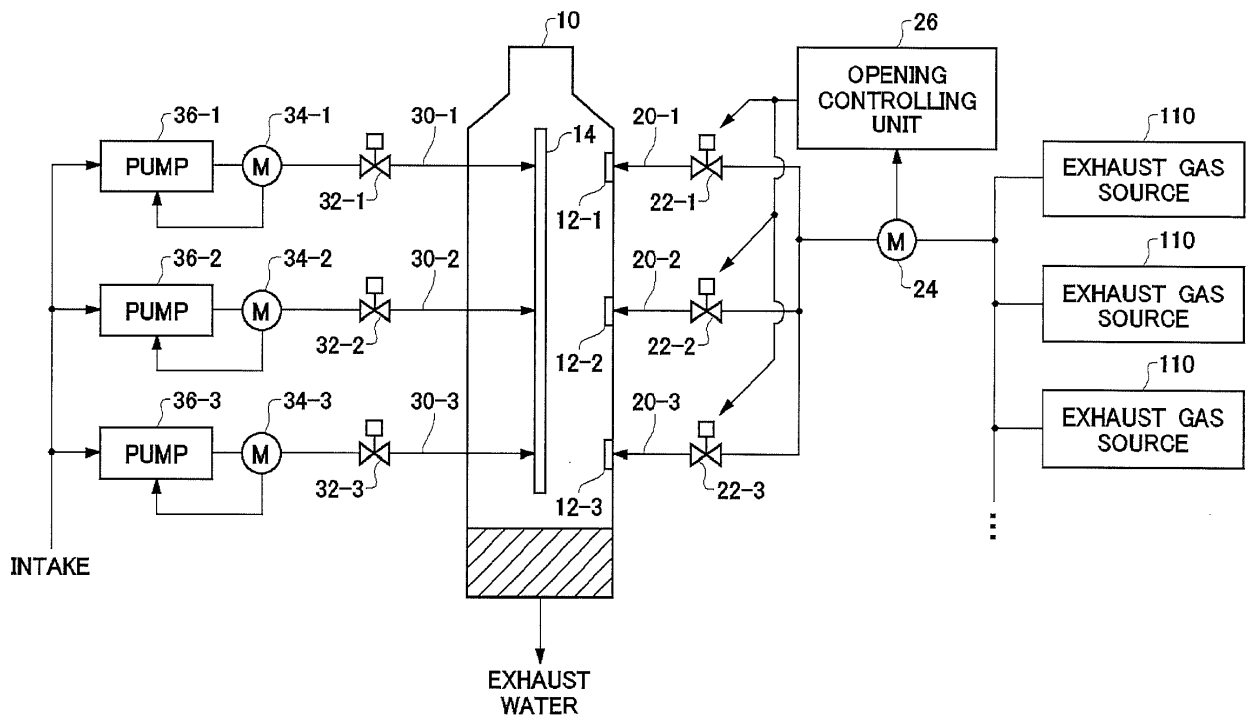 10
26
OPENING
CONTROLLING
UNIT
36-1
34-1
30-1
14
20-1
110
PUMP
M
32-1
12-1
22-1
EXHAUST GAS
SOURCE
M
24
36-2
34-2
30-2
20-2
110
PUMP
M
32-2
12-2
22-2
EXHAUST GAS
SOURCE
36-3
34-3
30-3
20-3
110
PUMP
M
32-3
12-3
22-3
EXHAUST GAS
SOURCE
INTAKE
EXHAUST
WATER